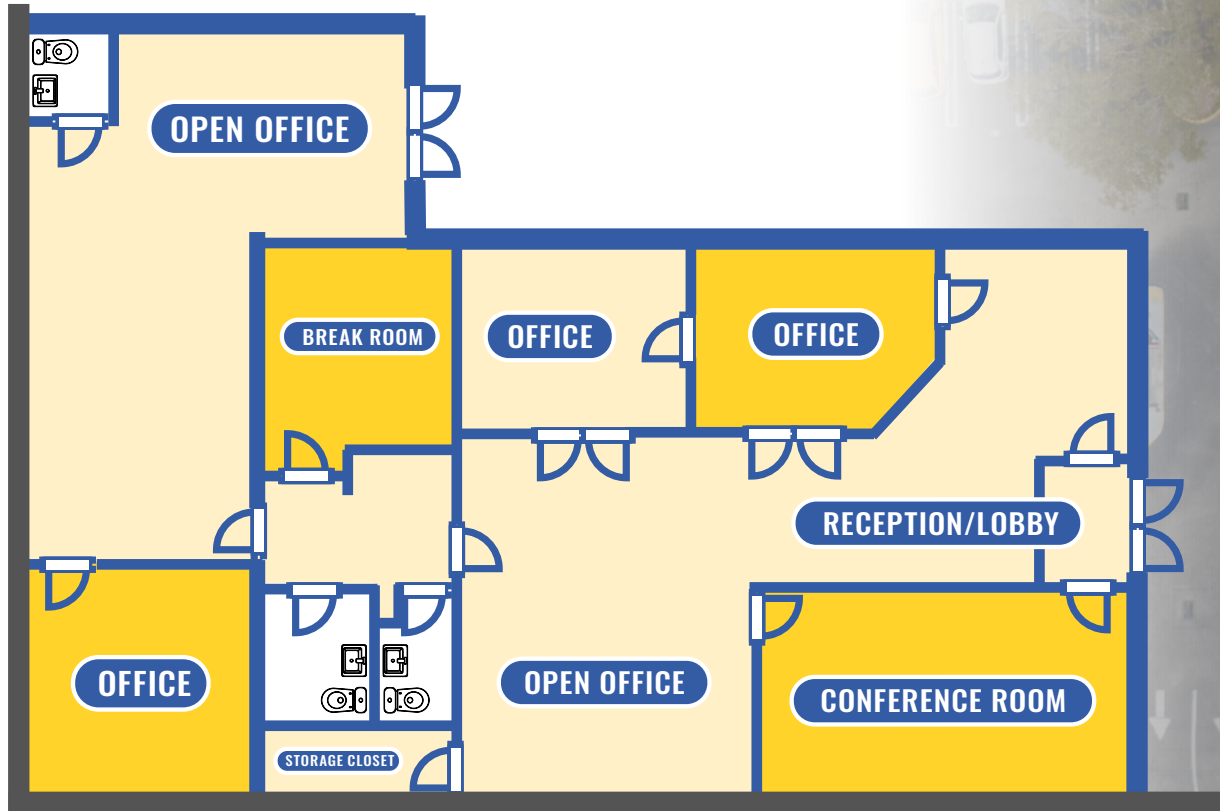 OPEN OFFICE
BREAK ROOM
OFFICE
OFFICE
RECEPTION/LOBBY
OFFICE
OPEN OFFICE
CONFERENCE ROOM
STORAGE CLOSET